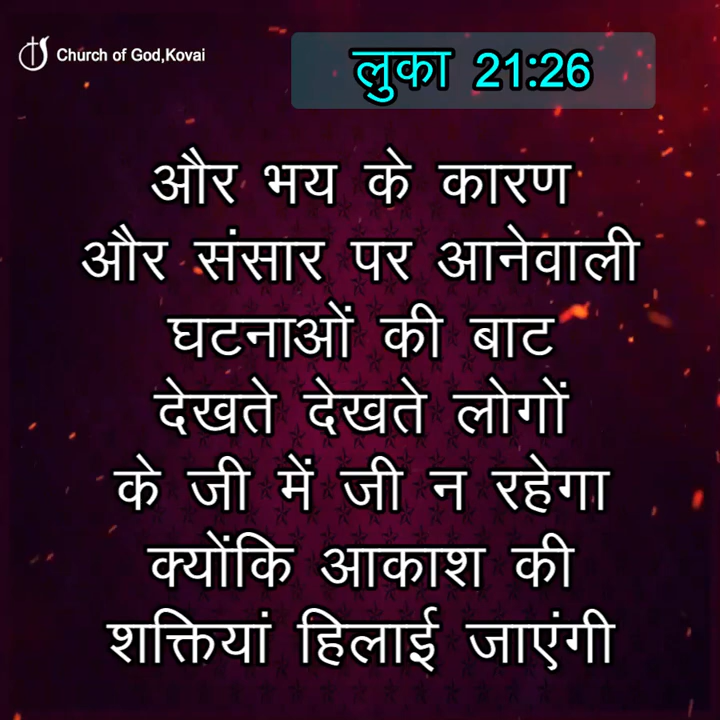 Church of God,Kovai
लुका 21:26
और भय के कारण
और संसार पर आनेवाली
घटनाओं की बाट
देखते देखते लोगों
के जी में जी न रहेगा
क्योंकि आकाश की
शक्तियां हिलाई जाएंगी